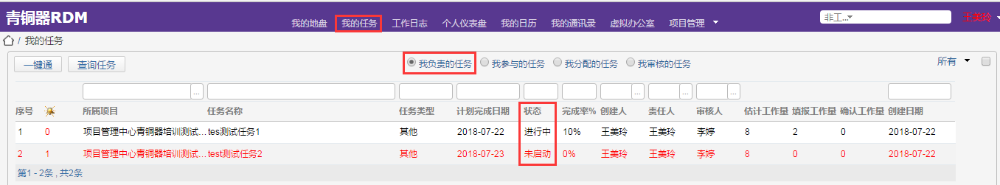 青铜器RDM
我的地盘 我的任务 工作日志 个人仪表盘 我的日历 我的通讯录 虚拟办公室 项目管理
非工... 王美玲
/ 我的任务
一键通 查询任务 我负责的任务 我参与的任务 我分配的任务 我审核的任务 所有
... ... ... ...
序号 所属项目 任务名称 任务类型 计划完成日期 状态 完成率% 创建人 责任人 审核人 估计工作量 填报工作量 确认工作量 创建日期
1 0 项目管理中心青铜器培训测试... tes测试任务1 其他 2018-07-22 进行中 10% 王美玲 王美玲 李婷 8 2 0 2018-07-22
2 1 项目管理中心青铜器培训测试... test测试任务2 其他 2018-07-23 未启动 0% 王美玲 王美玲 李婷 8 0 0 2018-07-22
第1 - 2条 , 共2条